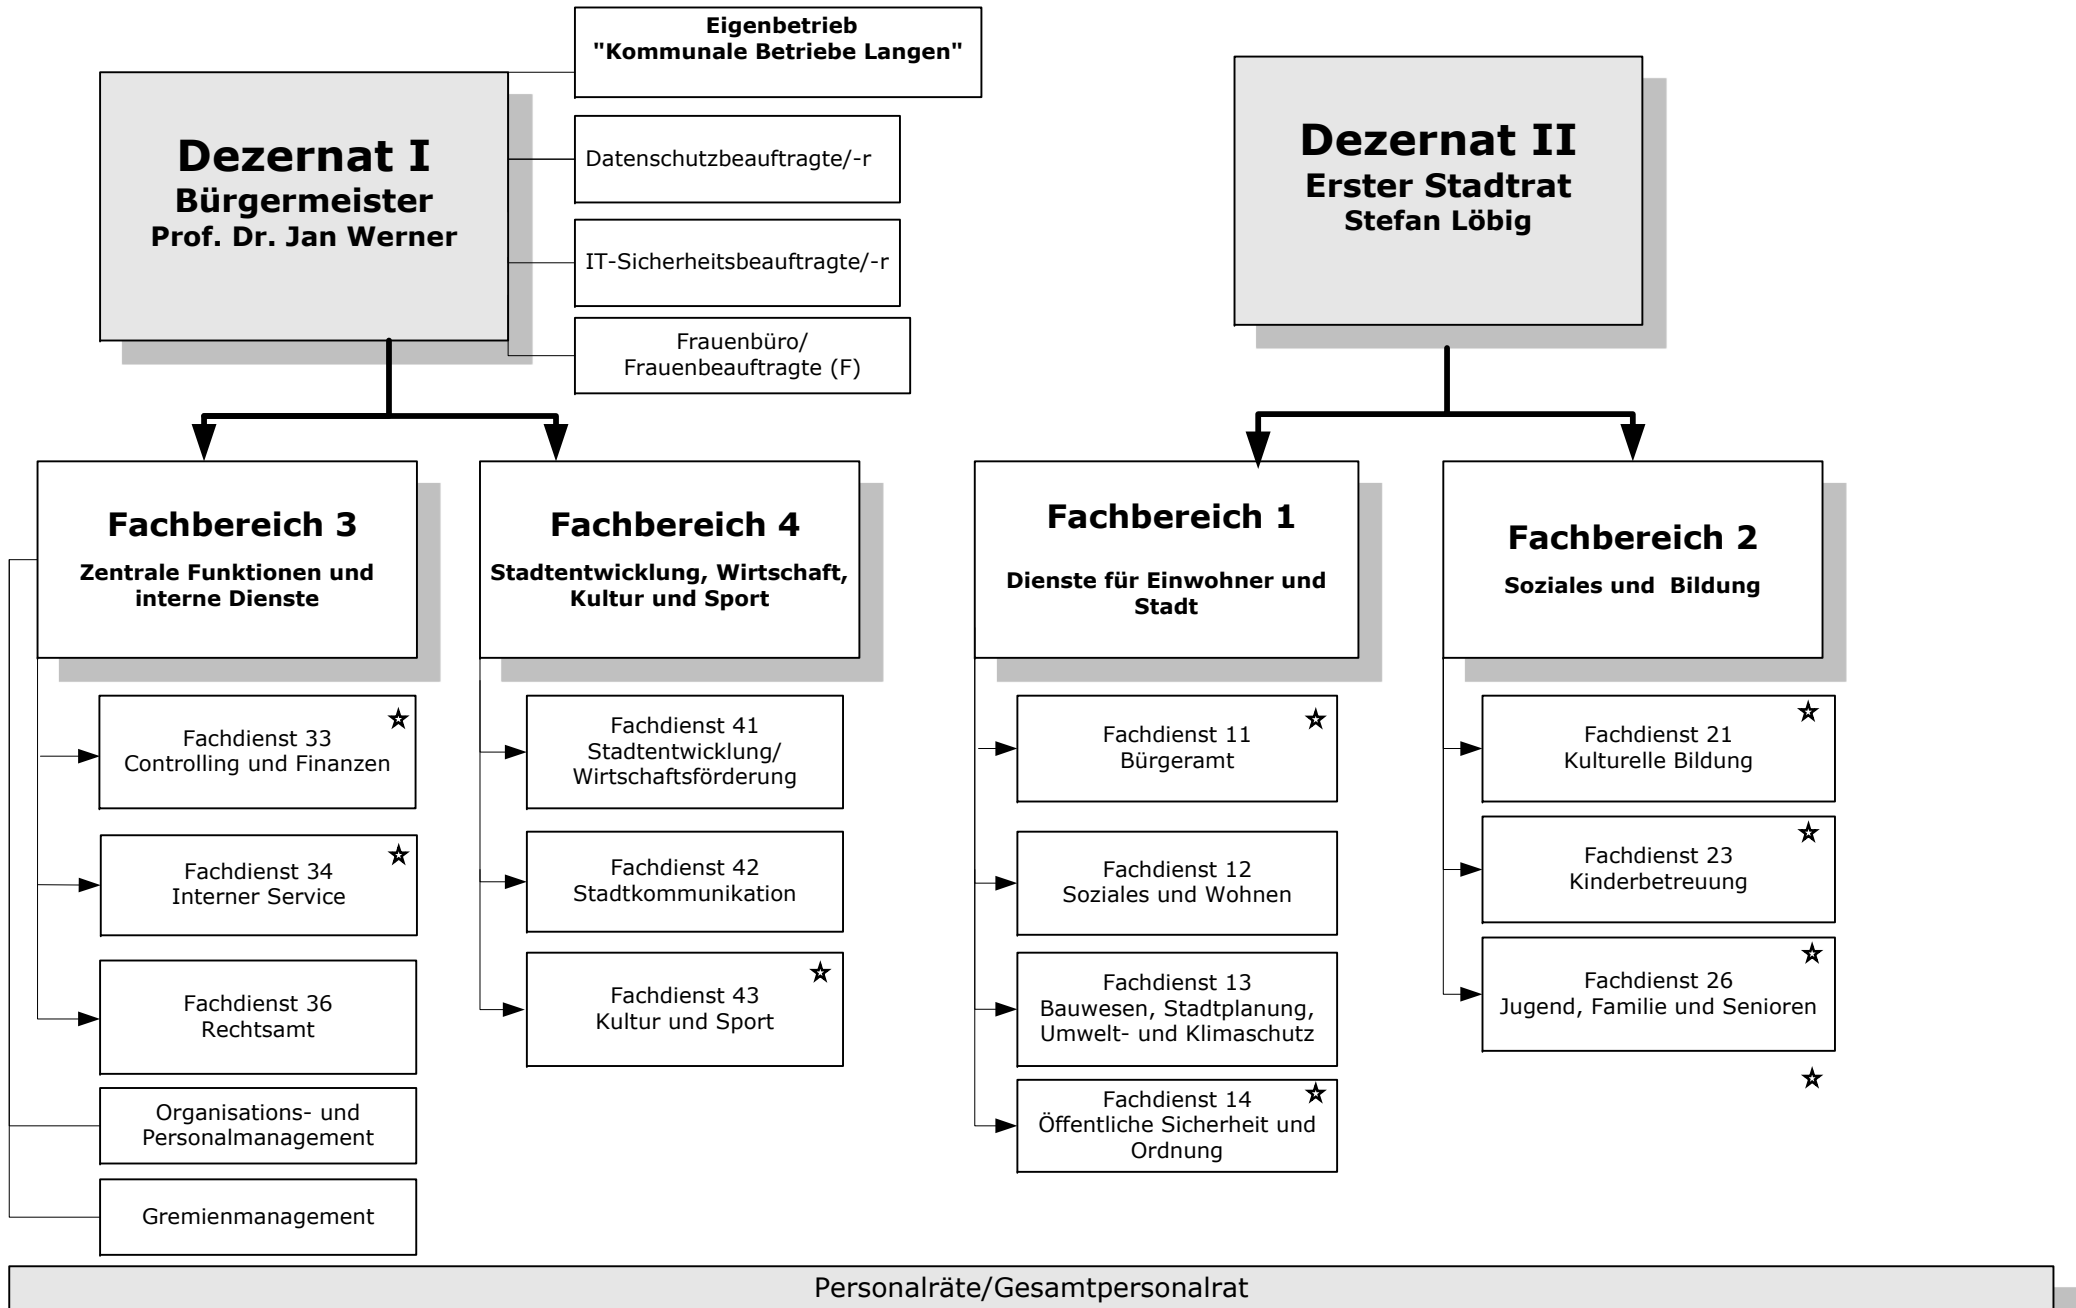 Eigenbetrieb
"Kommunale Betriebe Langen"
Dezernat I
Bürgermeister
Prof. Dr. Jan Werner
Datenschutzbeauftragte/-r
IT-Sicherheitsbeauftragte/-r
Frauenbüro/
Frauenbeauftragte (F)
Dezernat II
Erster Stadtrat
Stefan Löbig
Fachbereich 3
Zentrale Funktionen und
interne Dienste
Fachdienst 33
Controlling und Finanzen
Fachdienst 34
Interner Service
Fachdienst 36
Rechtsamt
Organisations- und
Personalmanagement
Gremienmanagement
Fachbereich 4
Stadtentwicklung, Wirtschaft,
Kultur und Sport
Fachdienst 41
Stadtentwicklung/
Wirtschaftsförderung
Fachdienst 42
Stadtkommunikation
Fachdienst 43
Kultur und Sport
Fachbereich 1
Dienste für Einwohner und
Stadt
Fachdienst 11
Bürgeramt
Fachdienst 12
Soziales und Wohnen
Fachdienst 13
Bauwesen, Stadtplanung,
Umwelt- und Klimaschutz
Fachdienst 14
Öffentliche Sicherheit und
Ordnung
Fachbereich 2
Soziales und  Bildung
Fachdienst 21
Kulturelle Bildung
Fachdienst 23
Kinderbetreuung
Fachdienst 26
Jugend, Familie und Senioren
Personalräte/Gesamtpersonalrat